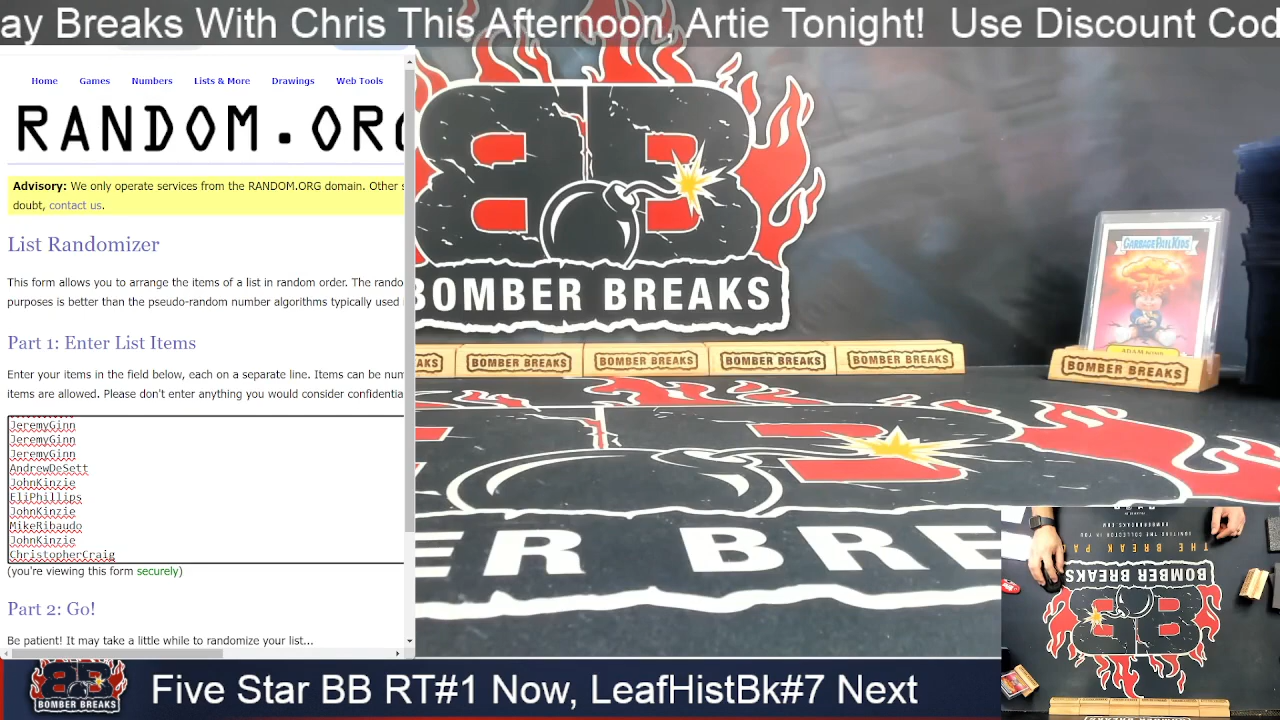 ay Breaks With Chris This Afternoon, Artie Tonight!  Use Discount Cod
Home Games Numbers Lists & More Drawings Web Tools
RANDOM.ORG
Advisory: We only operate services from the RANDOM.ORG domain. Other s
doubt, contact us.
List Randomizer
This form allows you to arrange the items of a list in random order. The rando
purposes is better than the pseudo-random number algorithms typically used
Part 1: Enter List Items
Enter your items in the field below, each on a separate line. Items can be num
items are allowed. Please don't enter anything you would consider confidentia
JeremyGinn
JeremyGinn
JeremyGinn
AndrewDeSett
JohnKinzie
EliPhillips
JohnKinzie
MikeRibaudo
JohnKinzie
ChristopherCraig
(you're viewing this form securely)
Part 2: Go!
Be patient! It may take a little while to randomize your list...
BB
BOMBER BREAKS
BREAKS
BOMBER BREAKS
BOMBER BREAKS
BOMBER BREAKS
BOMBER BREAKS
GARBAGE PAIL KIDS
ADAM BOMB
BOMBER BREAKS
ER BRE
THE BREAK PA
BOMBER BREAKS
BB
BB
BOMBER BREAKS
Five Star BB RT#1 Now, LeafHistBk#7 Next